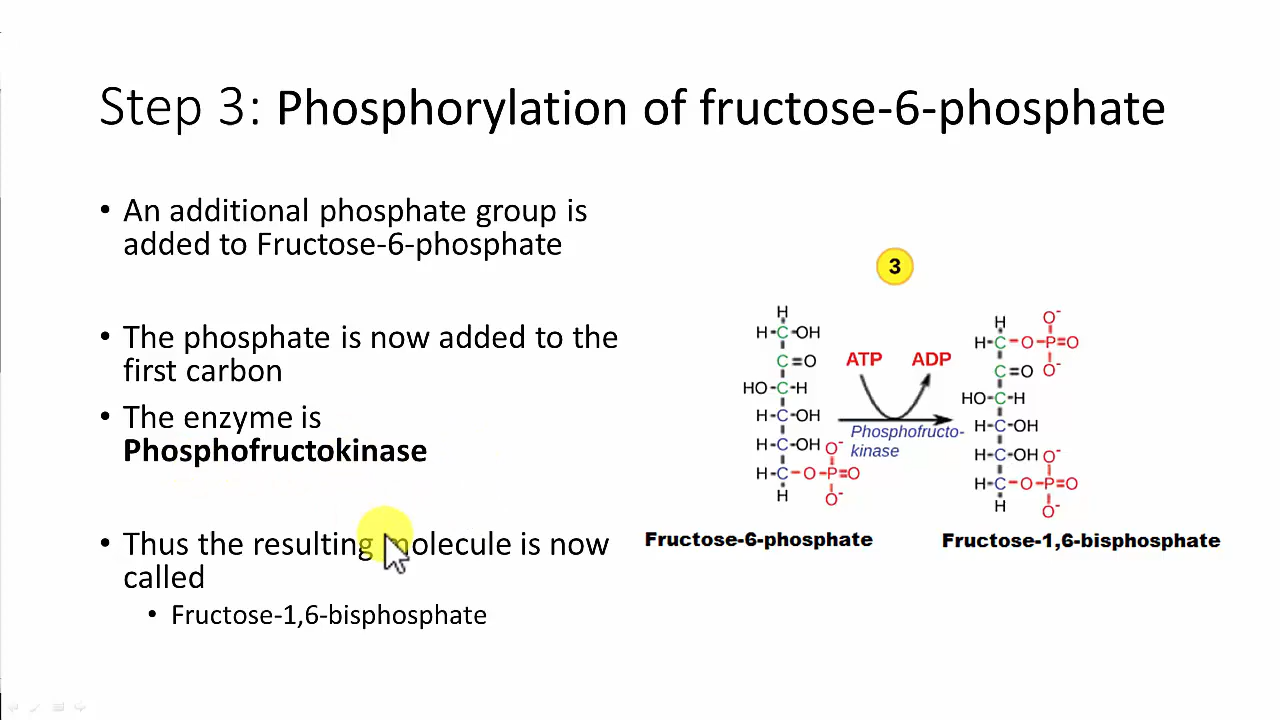 Step 3: Phosphorylation of fructose-6-phosphate
• An additional phosphate group is
added to Fructose-6-phosphate
• The phosphate is now added to the
first carbon
• The enzyme is
Phosphofructokinase
• Thus the resulting molecule is now
called
• Fructose-1,6-bisphosphate
3
H
H-C-OH
C=O
HO-C-H
H-C-OH
H-C-OH O-
H-C-O-P=O
H O-
Fructose-6-phosphate
ATP ADP
Phosphofructo-
kinase
H O-
H-C-O-P=O
C=O O-
HO-C-H
H-C-OH
H-C-OH O-
H-C-O-P=O
H O-
Fructose-1,6-bisphosphate